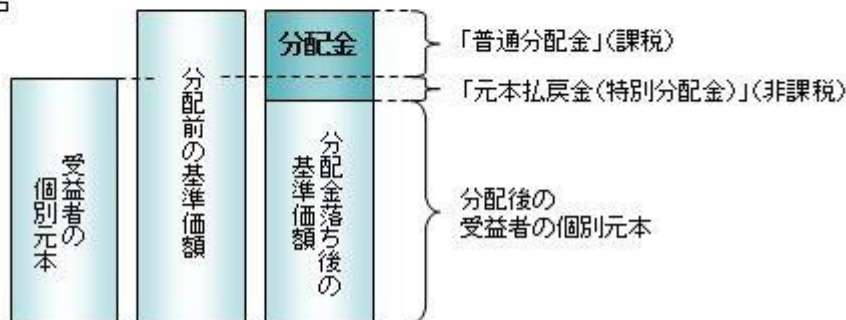 受益者の
個別元本
分配前の基準価額
分配金
分配金落ち後の
基準価額
「普通分配金」(課税)
「元本払戻金(特別分配金)」(非課税)
分配後の
受益者の個別元本